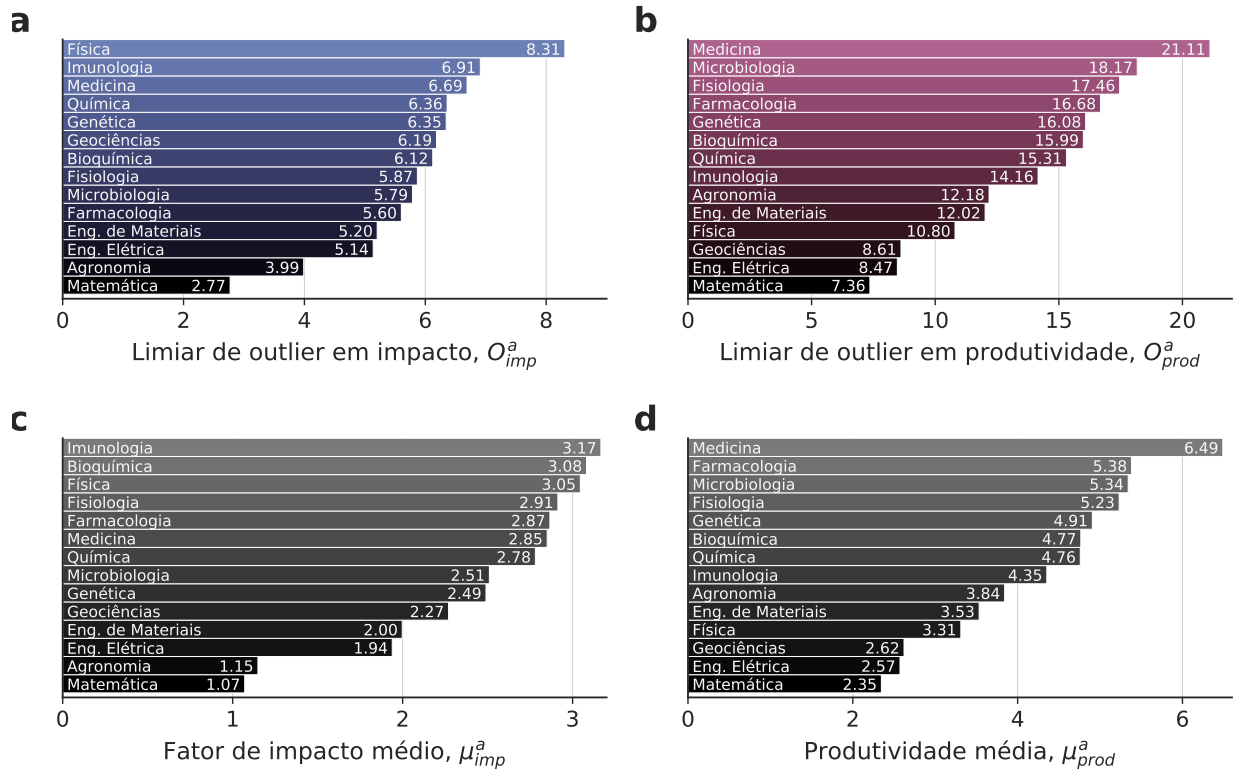 a
Física 8.31
Imunologia 6.91
Medicina 6.69
Química 6.36
Genética 6.35
Geociências 6.19
Bioquímica 6.12
Fisiologia 5.87
Microbiologia 5.79
Farmacologia 5.60
Eng. de Materiais 5.20
Eng. Elétrica 5.14
Agronomia 3.99
Matemática 2.77
0 2 4 6 8
Limiar de outlier em impacto, O^a_imp
b
Medicina 21.11
Microbiologia 18.17
Fisiologia 17.46
Farmacologia 16.68
Genética 16.08
Bioquímica 15.99
Química 15.31
Imunologia 14.16
Agronomia 12.18
Eng. de Materiais 12.02
Física 10.80
Geociências 8.61
Eng. Elétrica 8.47
Matemática 7.36
0 5 10 15 20
Limiar de outlier em produtividade, O^a_prod
c
Imunologia 3.17
Bioquímica 3.08
Física 3.05
Fisiologia 2.91
Farmacologia 2.87
Medicina 2.85
Química 2.78
Microbiologia 2.51
Genética 2.49
Geociências 2.27
Eng. de Materiais 2.00
Eng. Elétrica 1.94
Agronomia 1.15
Matemática 1.07
0 1 2 3
Fator de impacto médio, μ^a_imp
d
Medicina 6.49
Farmacologia 5.38
Microbiologia 5.34
Fisiologia 5.23
Genética 4.91
Bioquímica 4.77
Química 4.76
Imunologia 4.35
Agronomia 3.84
Eng. de Materiais 3.53
Física 3.31
Geociências 2.62
Eng. Elétrica 2.57
Matemática 2.35
0 2 4 6
Produtividade média, μ^a_prod